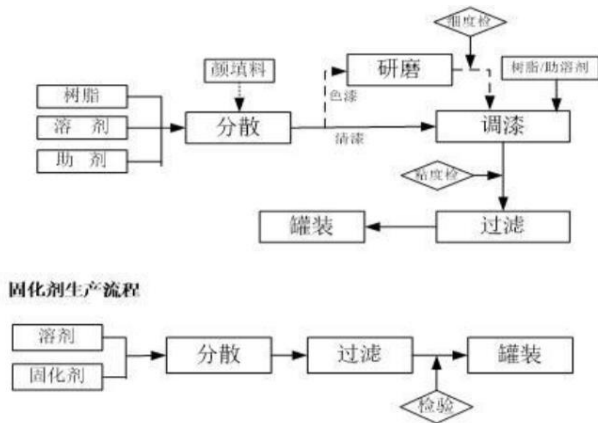 细度检
颜填料
研磨
树脂/助溶剂
树脂
色漆
溶 剂
分散
调漆
清漆
助 剂
粘度检
罐装
过滤
固化剂生产流程
溶剂
分散
过滤
罐装
固化剂
检验